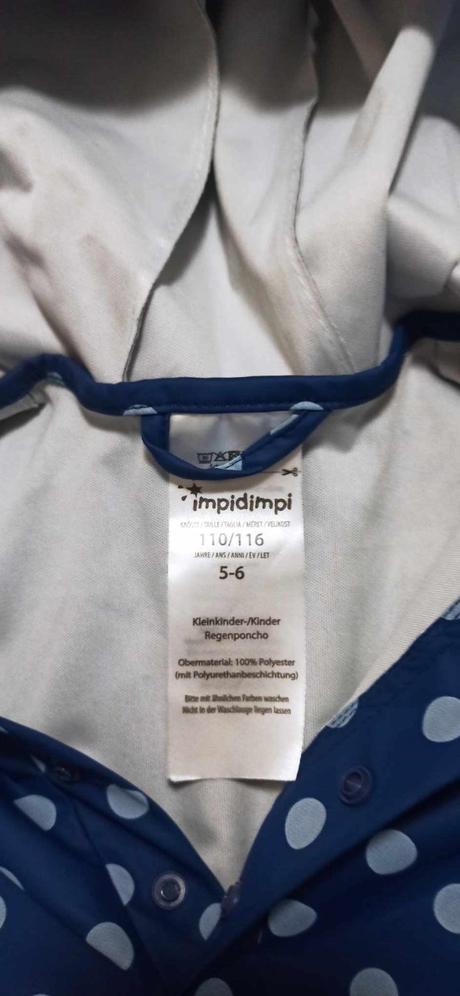 impidimpi
GRÖSSE / TAILLE / TAGLIA / MÉRET / VELIKOST
110/116
JAHRE / ANS / ANNI / ÉV / LET
5-6
Kleinkinder-/Kinder
Regenponcho
Obermaterial: 100% Polyester
(mit Polyurethanbeschichtung)
Bitte mit ähnlichen Farben waschen
Nicht in der Waschlauge liegen lassen